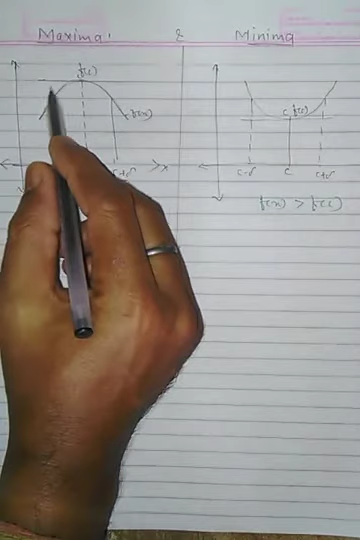 Maxima & Minima
f(c)
f(x)
c+δ x
c f(c)
c-δ c c+δ
f(x) > f(c)